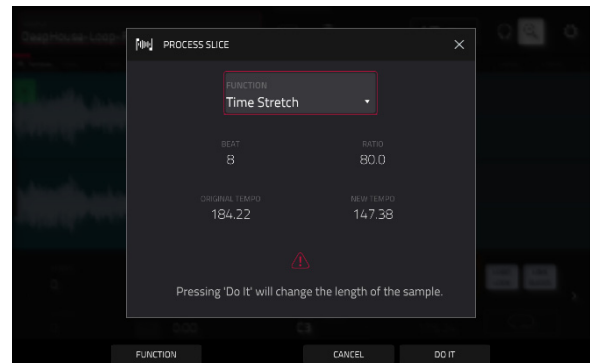 PROCESS SLICE
FUNCTION
Time Stretch
BEAT
RATIO
8
80.0
ORIGINAL TEMPO
NEW TEMPO
184.22
147.38
Pressing 'Do It' will change the length of the sample.
FUNCTION
CANCEL
DO IT